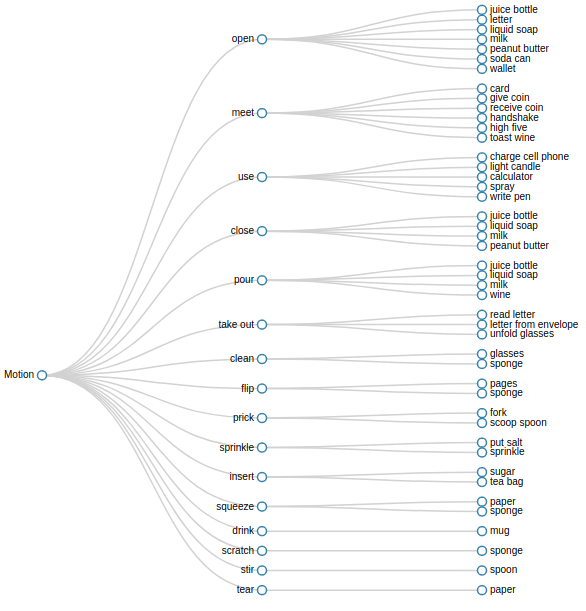 Motion
open
juice bottle
letter
liquid soap
milk
peanut butter
soda can
wallet
meet
card
give coin
receive coin
handshake
high five
toast wine
use
charge cell phone
light candle
calculator
spray
write pen
close
juice bottle
liquid soap
milk
peanut butter
pour
juice bottle
liquid soap
milk
wine
take out
read letter
letter from envelope
unfold glasses
clean
glasses
sponge
flip
pages
sponge
prick
fork
scoop spoon
sprinkle
put salt
sprinkle
insert
sugar
tea bag
squeeze
paper
sponge
drink
mug
scratch
sponge
stir
spoon
tear
paper